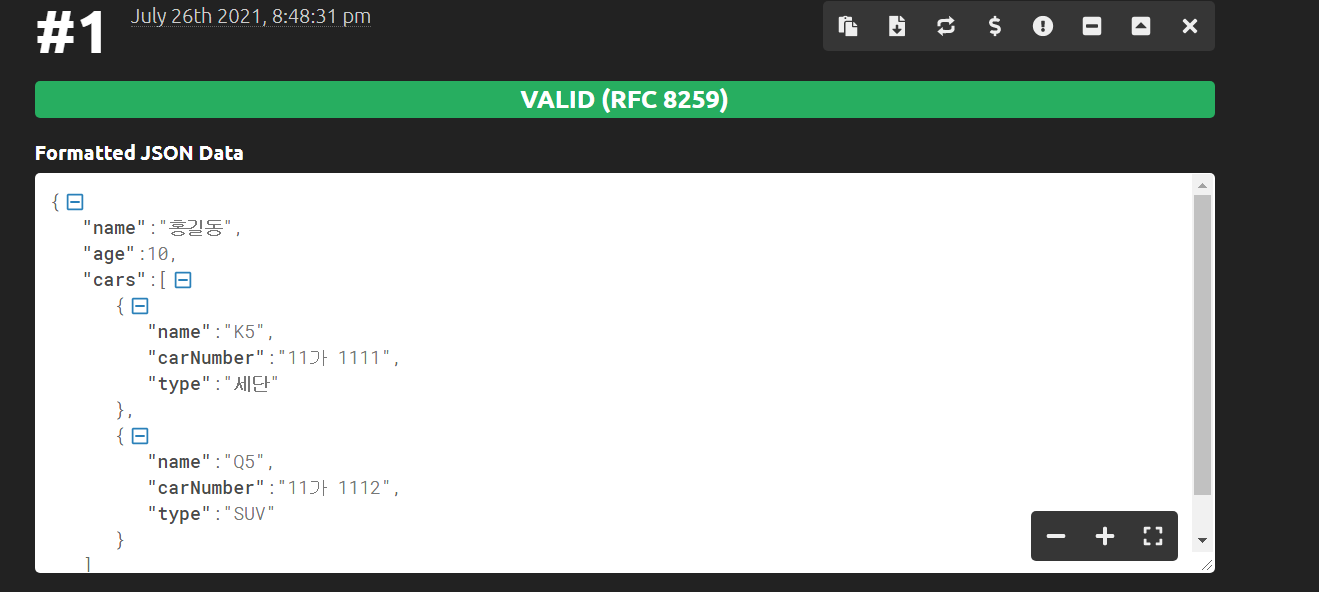 #1
July 26th 2021, 8:48:31 pm
VALID (RFC 8259)
Formatted JSON Data
{
"name":"홍길동",
"age":10,
"cars":[
{
"name":"K5",
"carNumber":"11가 1111",
"type":"세단"
},
{
"name":"Q5",
"carNumber":"11가 1112",
"type":"SUV"
}
]